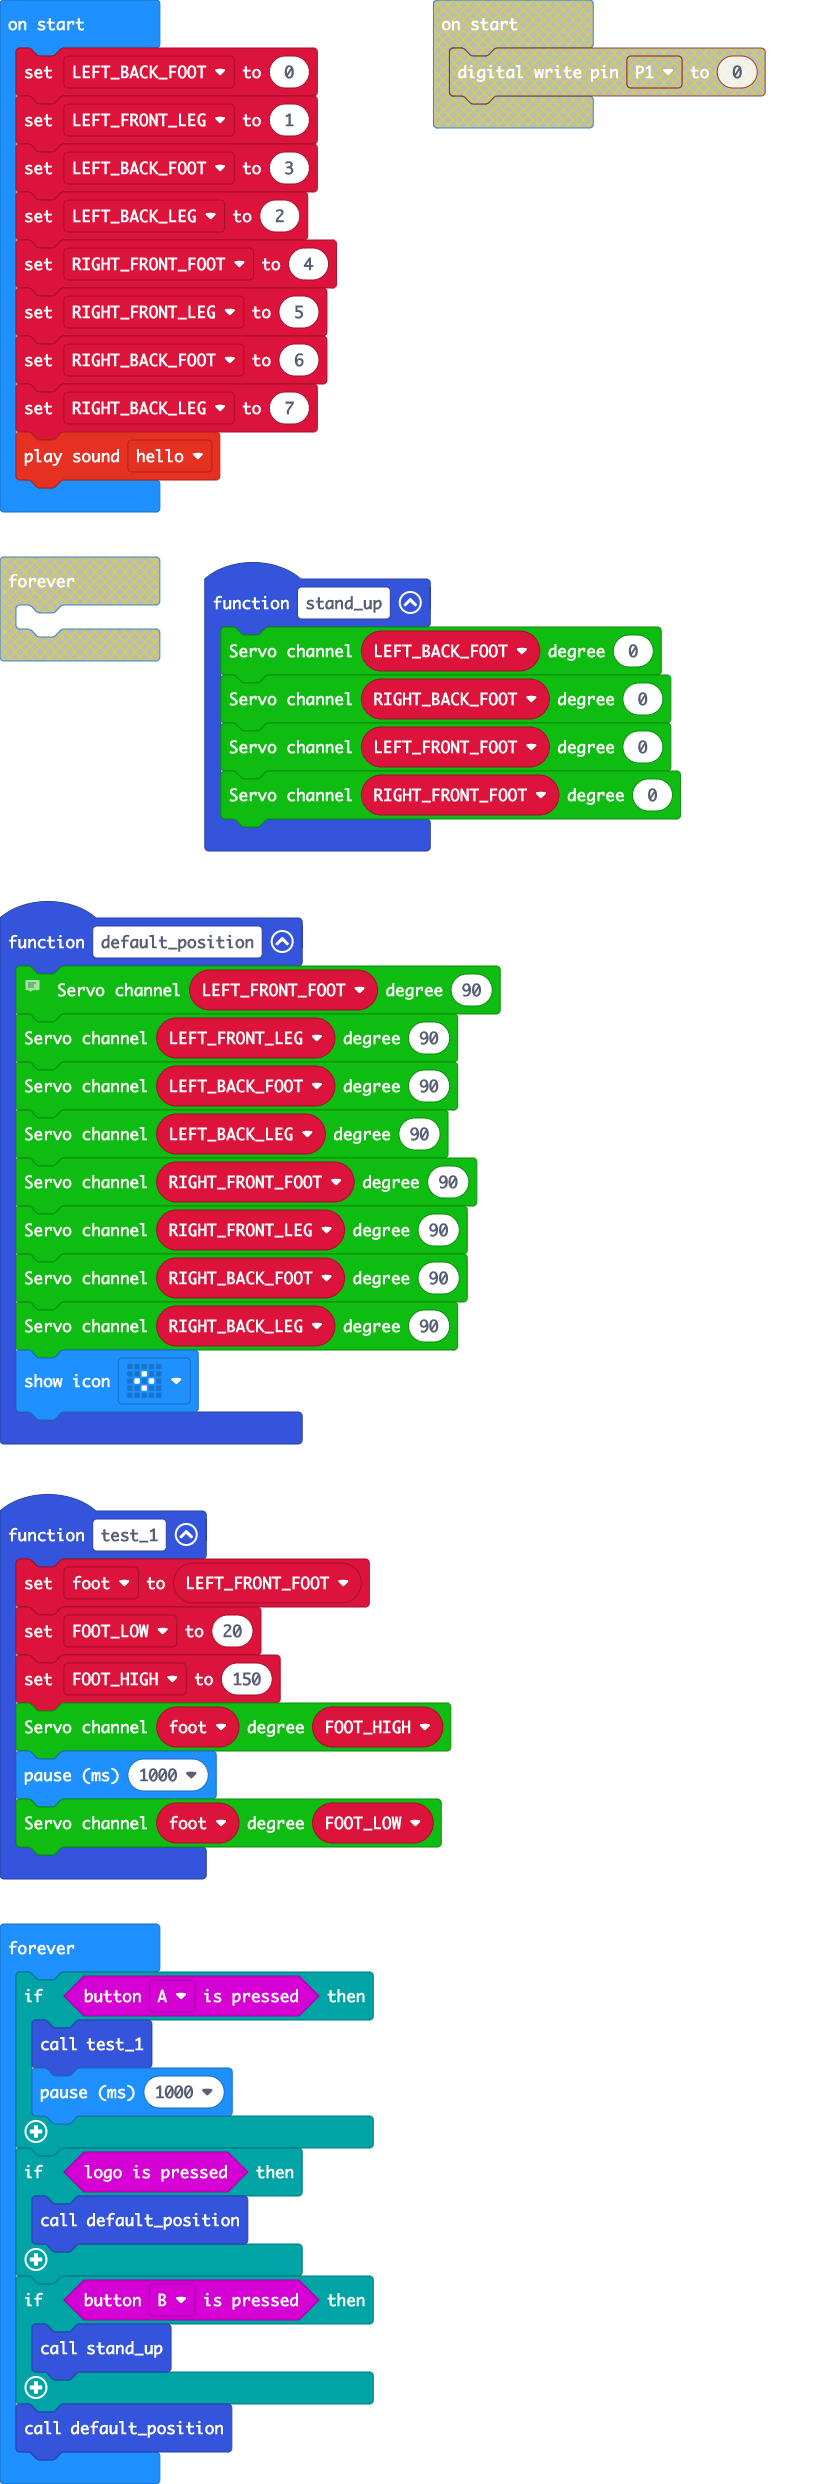 on start
set LEFT_BACK_FOOT to 0
set LEFT_FRONT_LEG to 1
set LEFT_BACK_FOOT to 3
set LEFT_BACK_LEG to 2
set RIGHT_FRONT_FOOT to 4
set RIGHT_FRONT_LEG to 5
set RIGHT_BACK_FOOT to 6
set RIGHT_BACK_LEG to 7
play sound hello
on start
digital write pin P1 to 0
forever
function stand_up
Servo channel LEFT_BACK_FOOT degree 0
Servo channel RIGHT_BACK_FOOT degree 0
Servo channel LEFT_FRONT_FOOT degree 0
Servo channel RIGHT_FRONT_FOOT degree 0
function default_position
Servo channel LEFT_FRONT_FOOT degree 90
Servo channel LEFT_FRONT_LEG degree 90
Servo channel LEFT_BACK_FOOT degree 90
Servo channel LEFT_BACK_LEG degree 90
Servo channel RIGHT_FRONT_FOOT degree 90
Servo channel RIGHT_FRONT_LEG degree 90
Servo channel RIGHT_BACK_FOOT degree 90
Servo channel RIGHT_BACK_LEG degree 90
show icon
function test_1
set foot to LEFT_FRONT_FOOT
set FOOT_LOW to 20
set FOOT_HIGH to 150
Servo channel foot degree FOOT_HIGH
pause (ms) 1000
Servo channel foot degree FOOT_LOW
forever
if button A is pressed then
call test_1
pause (ms) 1000
if logo is pressed then
call default_position
if button B is pressed then
call stand_up
call default_position